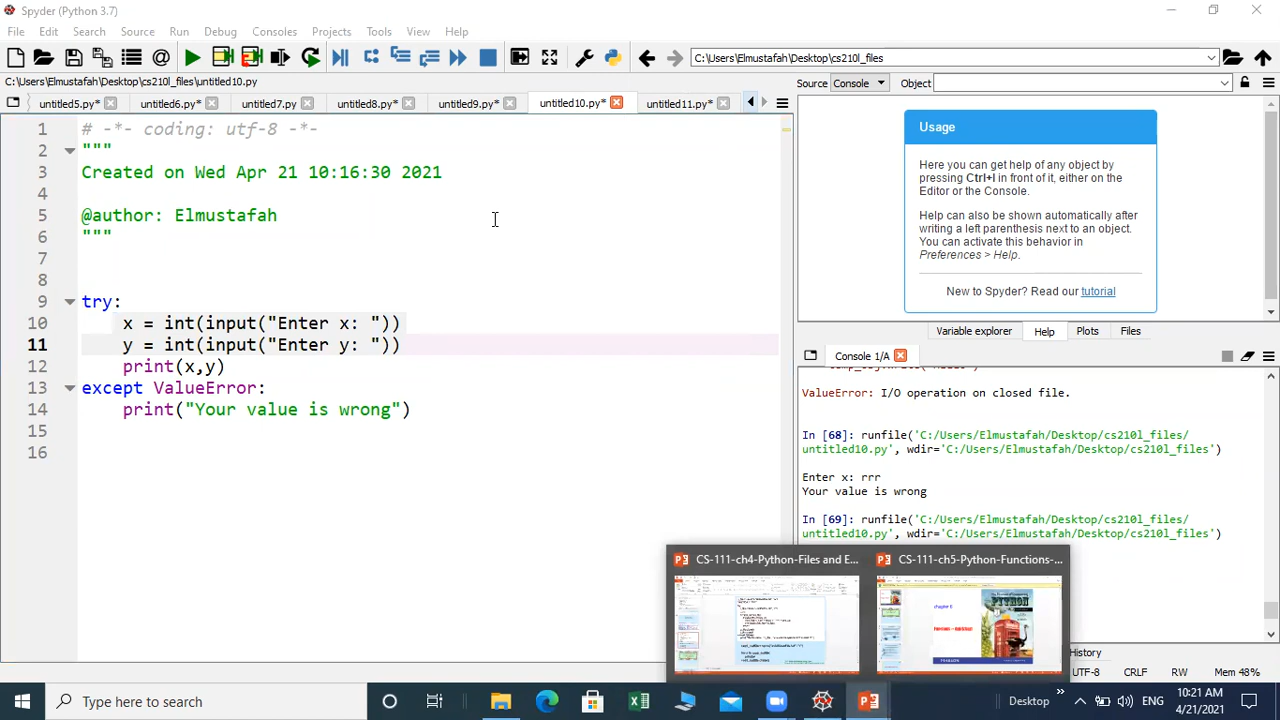 Spyder (Python 3.7)
File Edit Search Source Run Debug Consoles Projects Tools View Help
C:\Users\Elmustafah\Desktop\cs210l_files
C:\Users\Elmustafah\Desktop\cs210l_files\untitled10.py
Source Console Object
untitled5.py* untitled6.py* untitled7.py untitled8.py* untitled9.py* untitled10.py* untitled11.py*
1 # -*- coding: utf-8 -*-
2 """
3 Created on Wed Apr 21 10:16:30 2021
4
5 @author: Elmustafah
6 """
7
8
9 try:
10 x = int(input("Enter x: "))
11 y = int(input("Enter y: "))
12 print(x,y)
13 except ValueError:
14 print("Your value is wrong")
15
16
Usage
Here you can get help of any object by
pressing Ctrl+I in front of it, either on the
Editor or the Console.
Help can also be shown automatically after
writing a left parenthesis next to an object.
You can activate this behavior in
Preferences > Help.
New to Spyder? Read our tutorial
Variable explorer Help Plots Files
Console 1/A
ValueError: I/O operation on closed file.
In [68]: runfile('C:/Users/Elmustafah/Desktop/cs210l_files/
untitled10.py', wdir='C:/Users/Elmustafah/Desktop/cs210l_files')
Enter x: rrr
Your value is wrong
In [69]: runfile('C:/Users/Elmustafah/Desktop/cs210l_files/
untitled10.py', wdir='C:/Users/Elmustafah/Desktop/cs210l_files')
CS-111-ch4-Python-Files and E... CS-111-ch5-Python-Functions-...
PYTHON
History
UTF-8 CRLF RW Mem 48%
Type here to search
Desktop
10:21 AM
4/21/2021